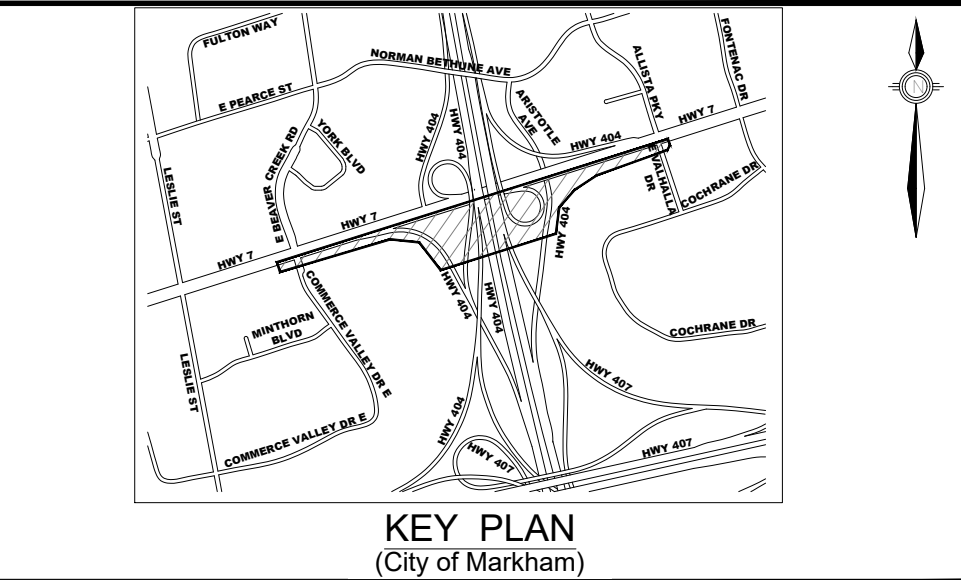 FULTON WAY
NORMAN BETHUNE AVE
E PEARCE ST
ALLISTA PKY
FONTENAC DR
N
ARISTOTLE
AVE
HWY 404
HWY 404
HWY 404
HWY 7
E BEAVER CREEK RD
YORK BLVD
LESLIE ST
E VALHALLA
DR
COCHRANE DR
HWY 7
HWY 7
HWY 404
HWY 404
HWY 404
COMMERCE VALLEY DR E
MINTHORN
BLVD
COCHRANE DR
LESLIE ST
HWY 407
HWY 404
COMMERCE VALLEY DR E
HWY 407
HWY 407
KEY PLAN
(City of Markham)